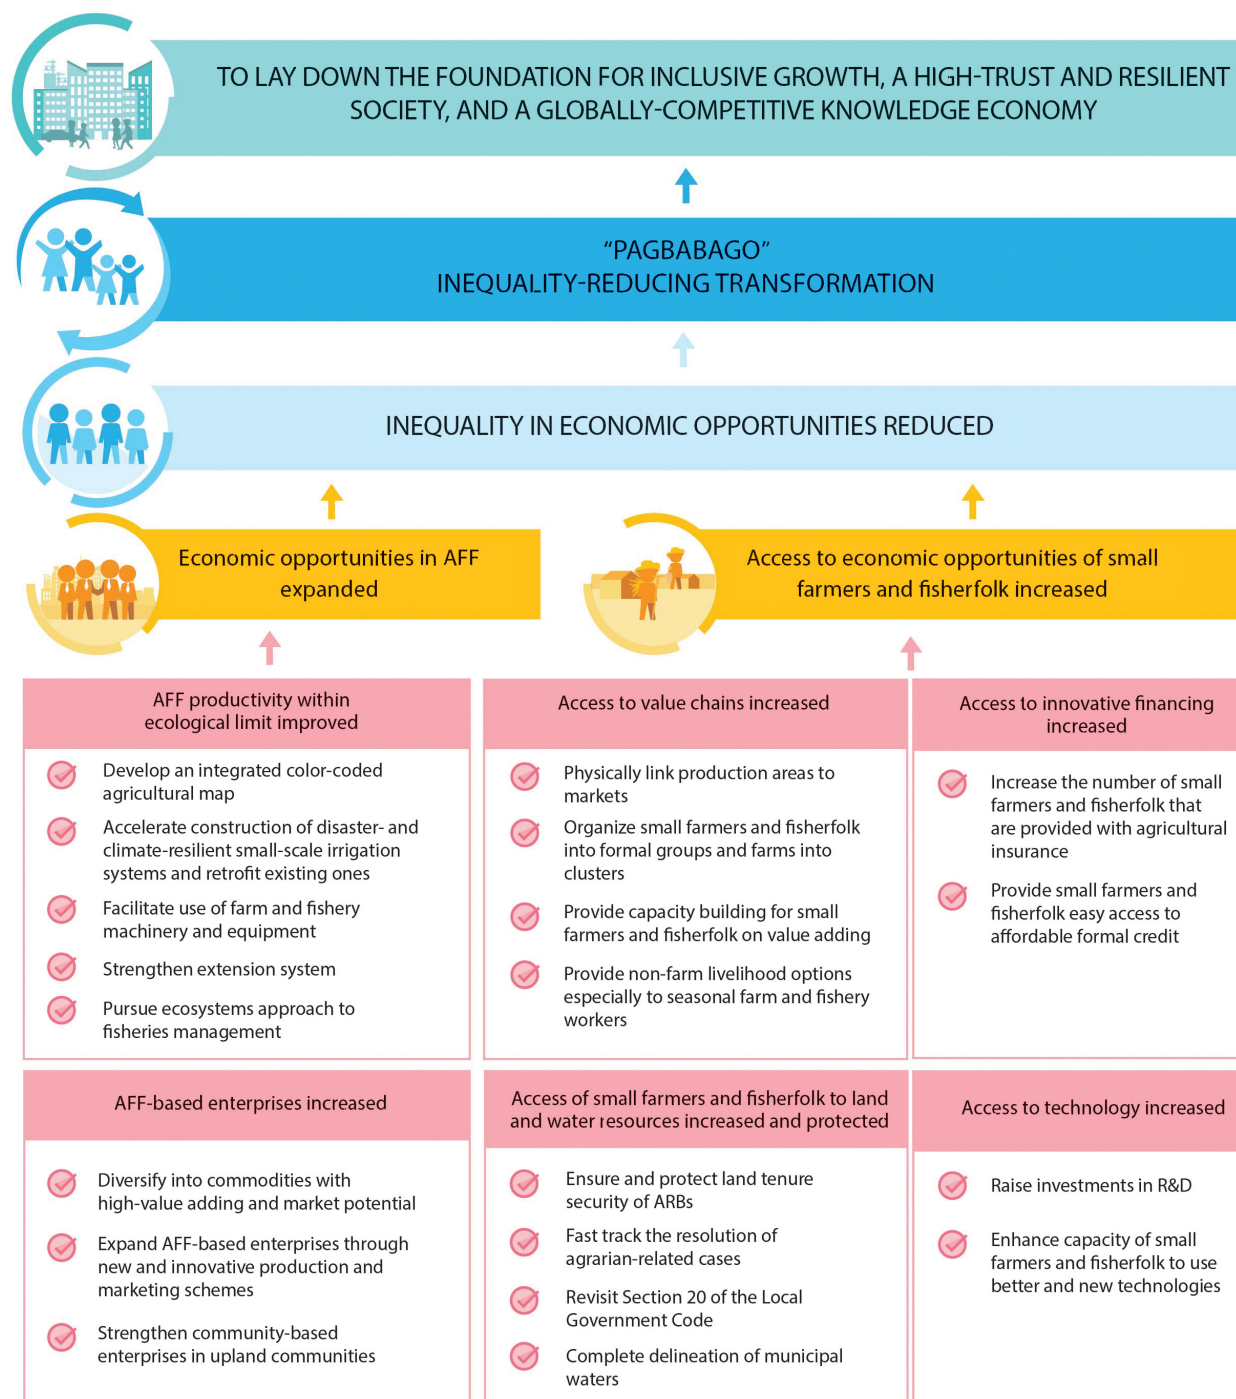 TO LAY DOWN THE FOUNDATION FOR INCLUSIVE GROWTH, A HIGH-TRUST AND RESILIENT
SOCIETY, AND A GLOBALLY-COMPETITIVE KNOWLEDGE ECONOMY
“PAGBABAGO”
INEQUALITY-REDUCING TRANSFORMATION
INEQUALITY IN ECONOMIC OPPORTUNITIES REDUCED
Economic opportunities in AFF
expanded
Access to economic opportunities of small
farmers and fisherfolk increased
AFF productivity within
ecological limit improved
Develop an integrated color-coded
agricultural map
Accelerate construction of disaster- and
climate-resilient small-scale irrigation
systems and retrofit existing ones
Facilitate use of farm and fishery
machinery and equipment
Strengthen extension system
Pursue ecosystems approach to
fisheries management
Access to value chains increased
Physically link production areas to
markets
Organize small farmers and fisherfolk
into formal groups and farms into
clusters
Provide capacity building for small
farmers and fisherfolk on value adding
Provide non-farm livelihood options
especially to seasonal farm and fishery
workers
Access to innovative financing
increased
Increase the number of small
farmers and fisherfolk that
are provided with agricultural
insurance
Provide small farmers and
fisherfolk easy access to
affordable formal credit
AFF-based enterprises increased
Diversify into commodities with
high-value adding and market potential
Expand AFF-based enterprises through
new and innovative production and
marketing schemes
Strengthen community-based
enterprises in upland communities
Access of small farmers and fisherfolk to land
and water resources increased and protected
Ensure and protect land tenure
security of ARBs
Fast track the resolution of
agrarian-related cases
Revisit Section 20 of the Local
Government Code
Complete delineation of municipal
waters
Access to technology increased
Raise investments in R&D
Enhance capacity of small
farmers and fisherfolk to use
better and new technologies